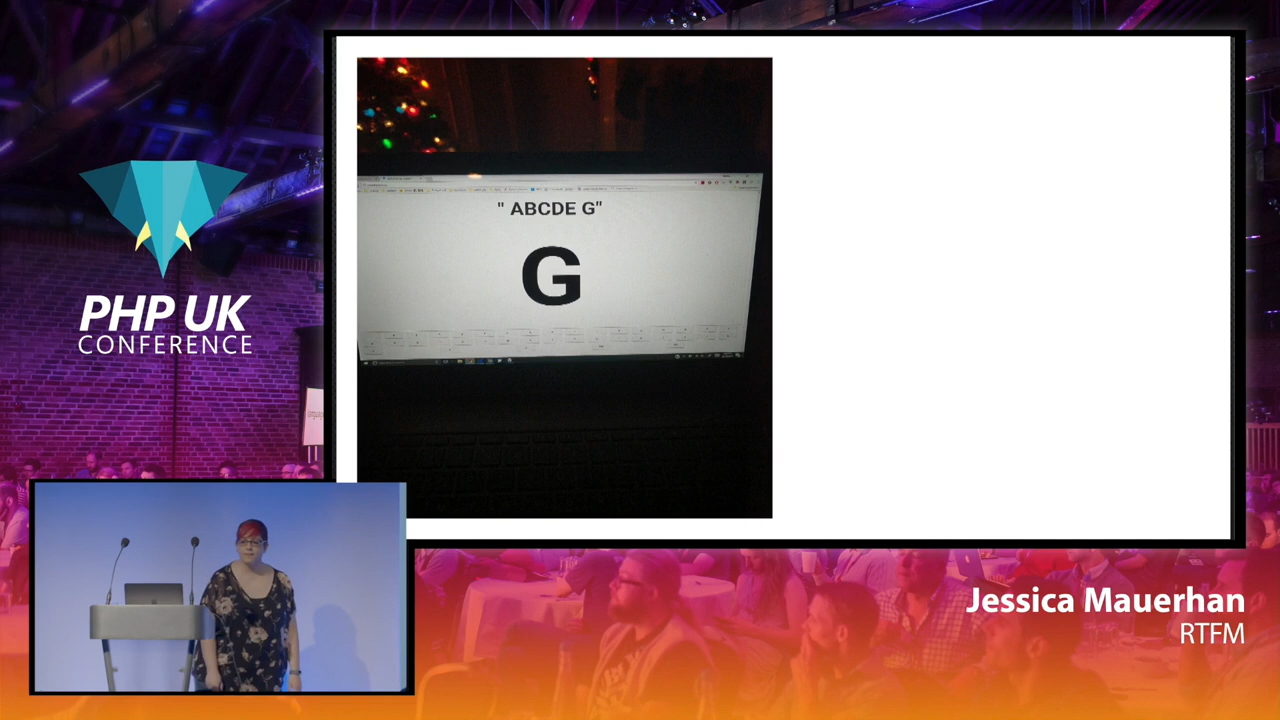 " ABCDE G"
G
PHP UK
CONFERENCE
Jessica Mauerhan
RTFM